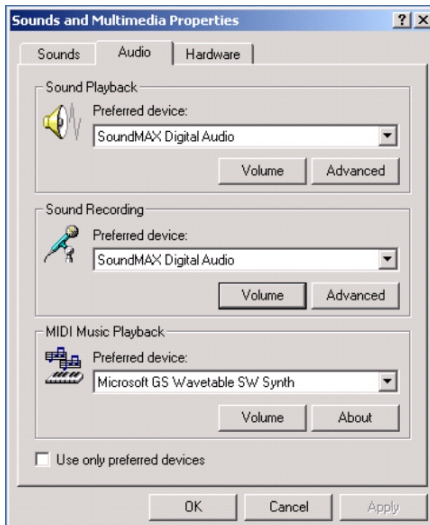 Sounds and Multimedia Properties
Sounds Audio Hardware
Sound Playback
Preferred device:
SoundMAX Digital Audio
Volume Advanced
Sound Recording
Preferred device:
SoundMAX Digital Audio
Volume Advanced
MIDI Music Playback
Preferred device:
Microsoft GS Wavetable SW Synth
Volume About
Use only preferred devices
OK Cancel Apply